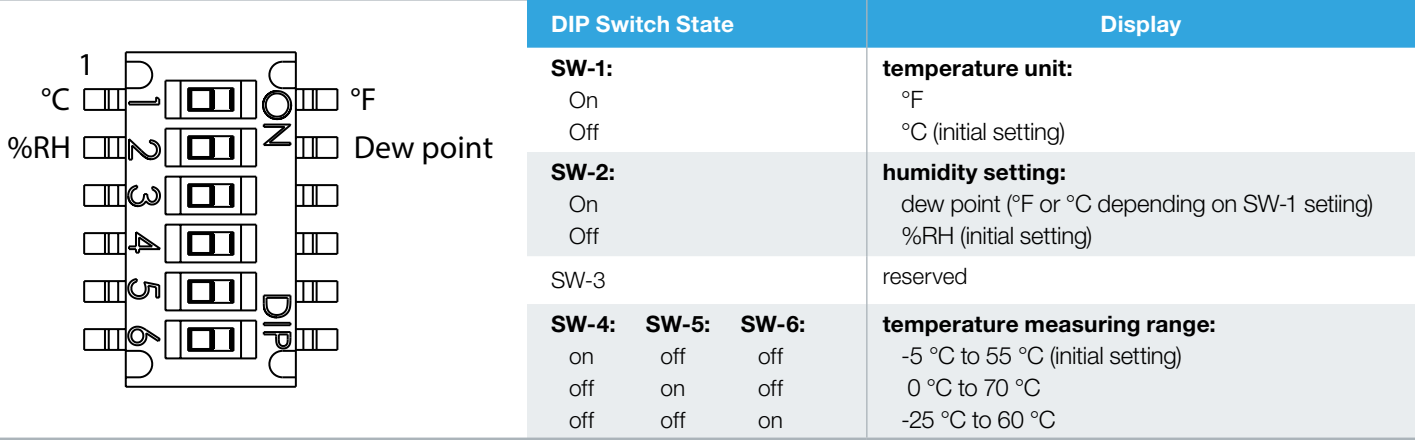 1
°C 1 ON °F
%RH 2 Dew point
3
4
5
6 DIP
DIP Switch State Display
SW-1: temperature unit:
On °F
Off °C (initial setting)
SW-2: humidity setting:
On dew point (°F or °C depending on SW-1 setiing)
Off %RH (initial setting)
SW-3 reserved
SW-4: SW-5: SW-6: temperature measuring range:
on off off -5 °C to 55 °C (initial setting)
off on off 0 °C to 70 °C
off off on -25 °C to 60 °C